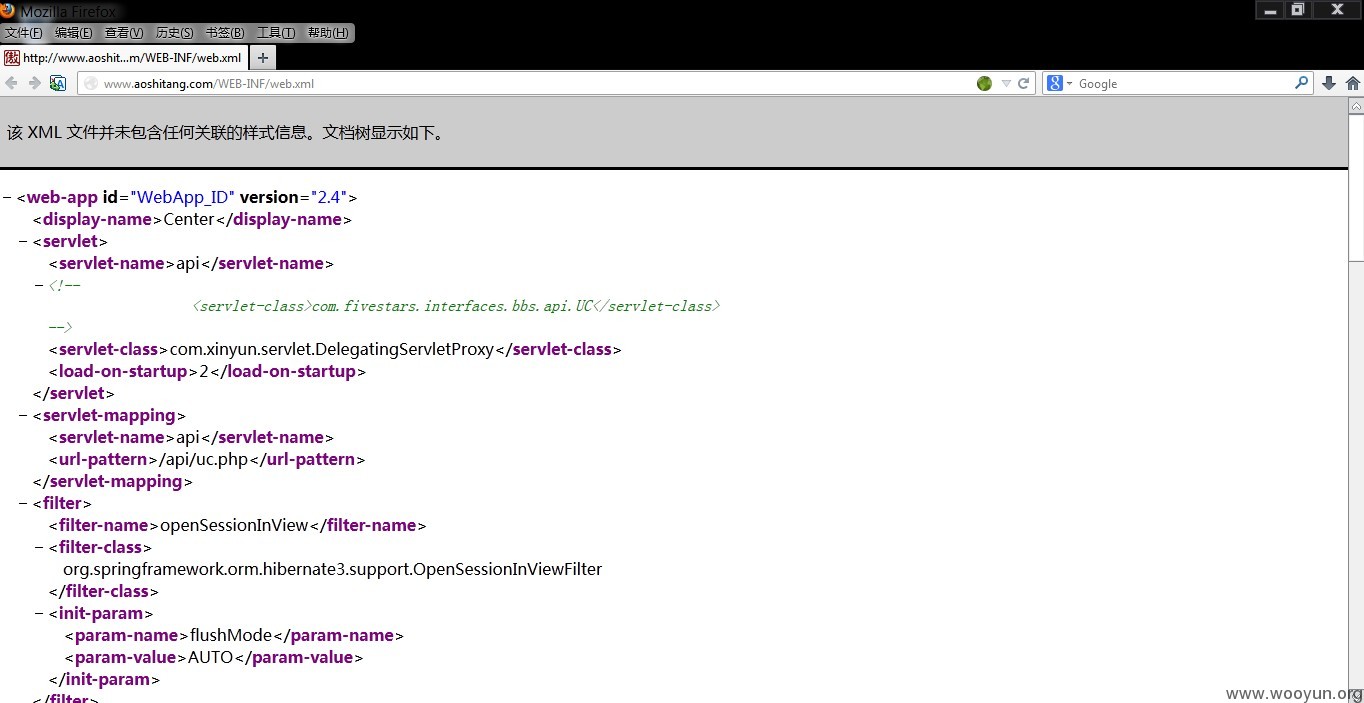 Mozilla Firefox
文件(F) 编辑(E) 查看(V) 历史(S) 书签(B) 工具(T) 帮助(H)
http://www.aoshit...m/WEB-INF/web.xml
www.aoshitang.com/WEB-INF/web.xml Google
该 XML 文件并未包含任何关联的样式信息。文档树显示如下。
− <web-app id="WebApp_ID" version="2.4">
<display-name>Center</display-name>
− <servlet>
<servlet-name>api</servlet-name>
− <!--
<servlet-class>com.fivestars.interfaces.bbs.api.UC</servlet-class>
-->
<servlet-class>com.xinyun.servlet.DelegatingServletProxy</servlet-class>
<load-on-startup>2</load-on-startup>
</servlet>
− <servlet-mapping>
<servlet-name>api</servlet-name>
<url-pattern>/api/uc.php</url-pattern>
</servlet-mapping>
− <filter>
<filter-name>openSessionInView</filter-name>
− <filter-class>
org.springframework.orm.hibernate3.support.OpenSessionInViewFilter
</filter-class>
− <init-param>
<param-name>flushMode</param-name>
<param-value>AUTO</param-value>
</init-param>
</filter>
www.wooyun.org